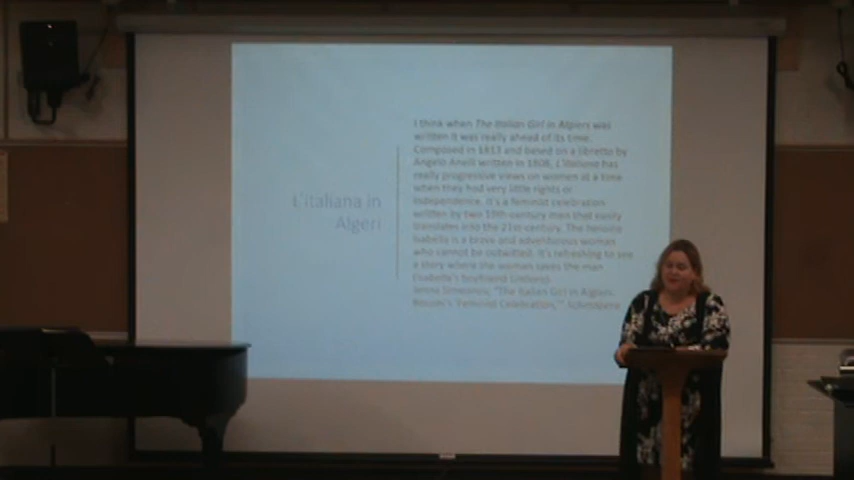 L'italiana in
Algeri
I think when The Italian Girl in Algiers was
written it was really ahead of its time.
Composed in 1813 and based on a libretto by
Angelo Anelli written in 1808, L'italiana has
really progressive views on women at a time
when they had very little rights or
independence. It's a feminist celebration
written by two 19th-century men that easily
translates into the 21st-century. The heroine
Isabella is a brave and adventurous woman
who cannot be outwitted. It's refreshing to see
a story where the woman saves the man
(Isabella's boyfriend Lindoro).
"The Italian Girl in Algiers-
Rossini's 'Feminist Celebration,'"